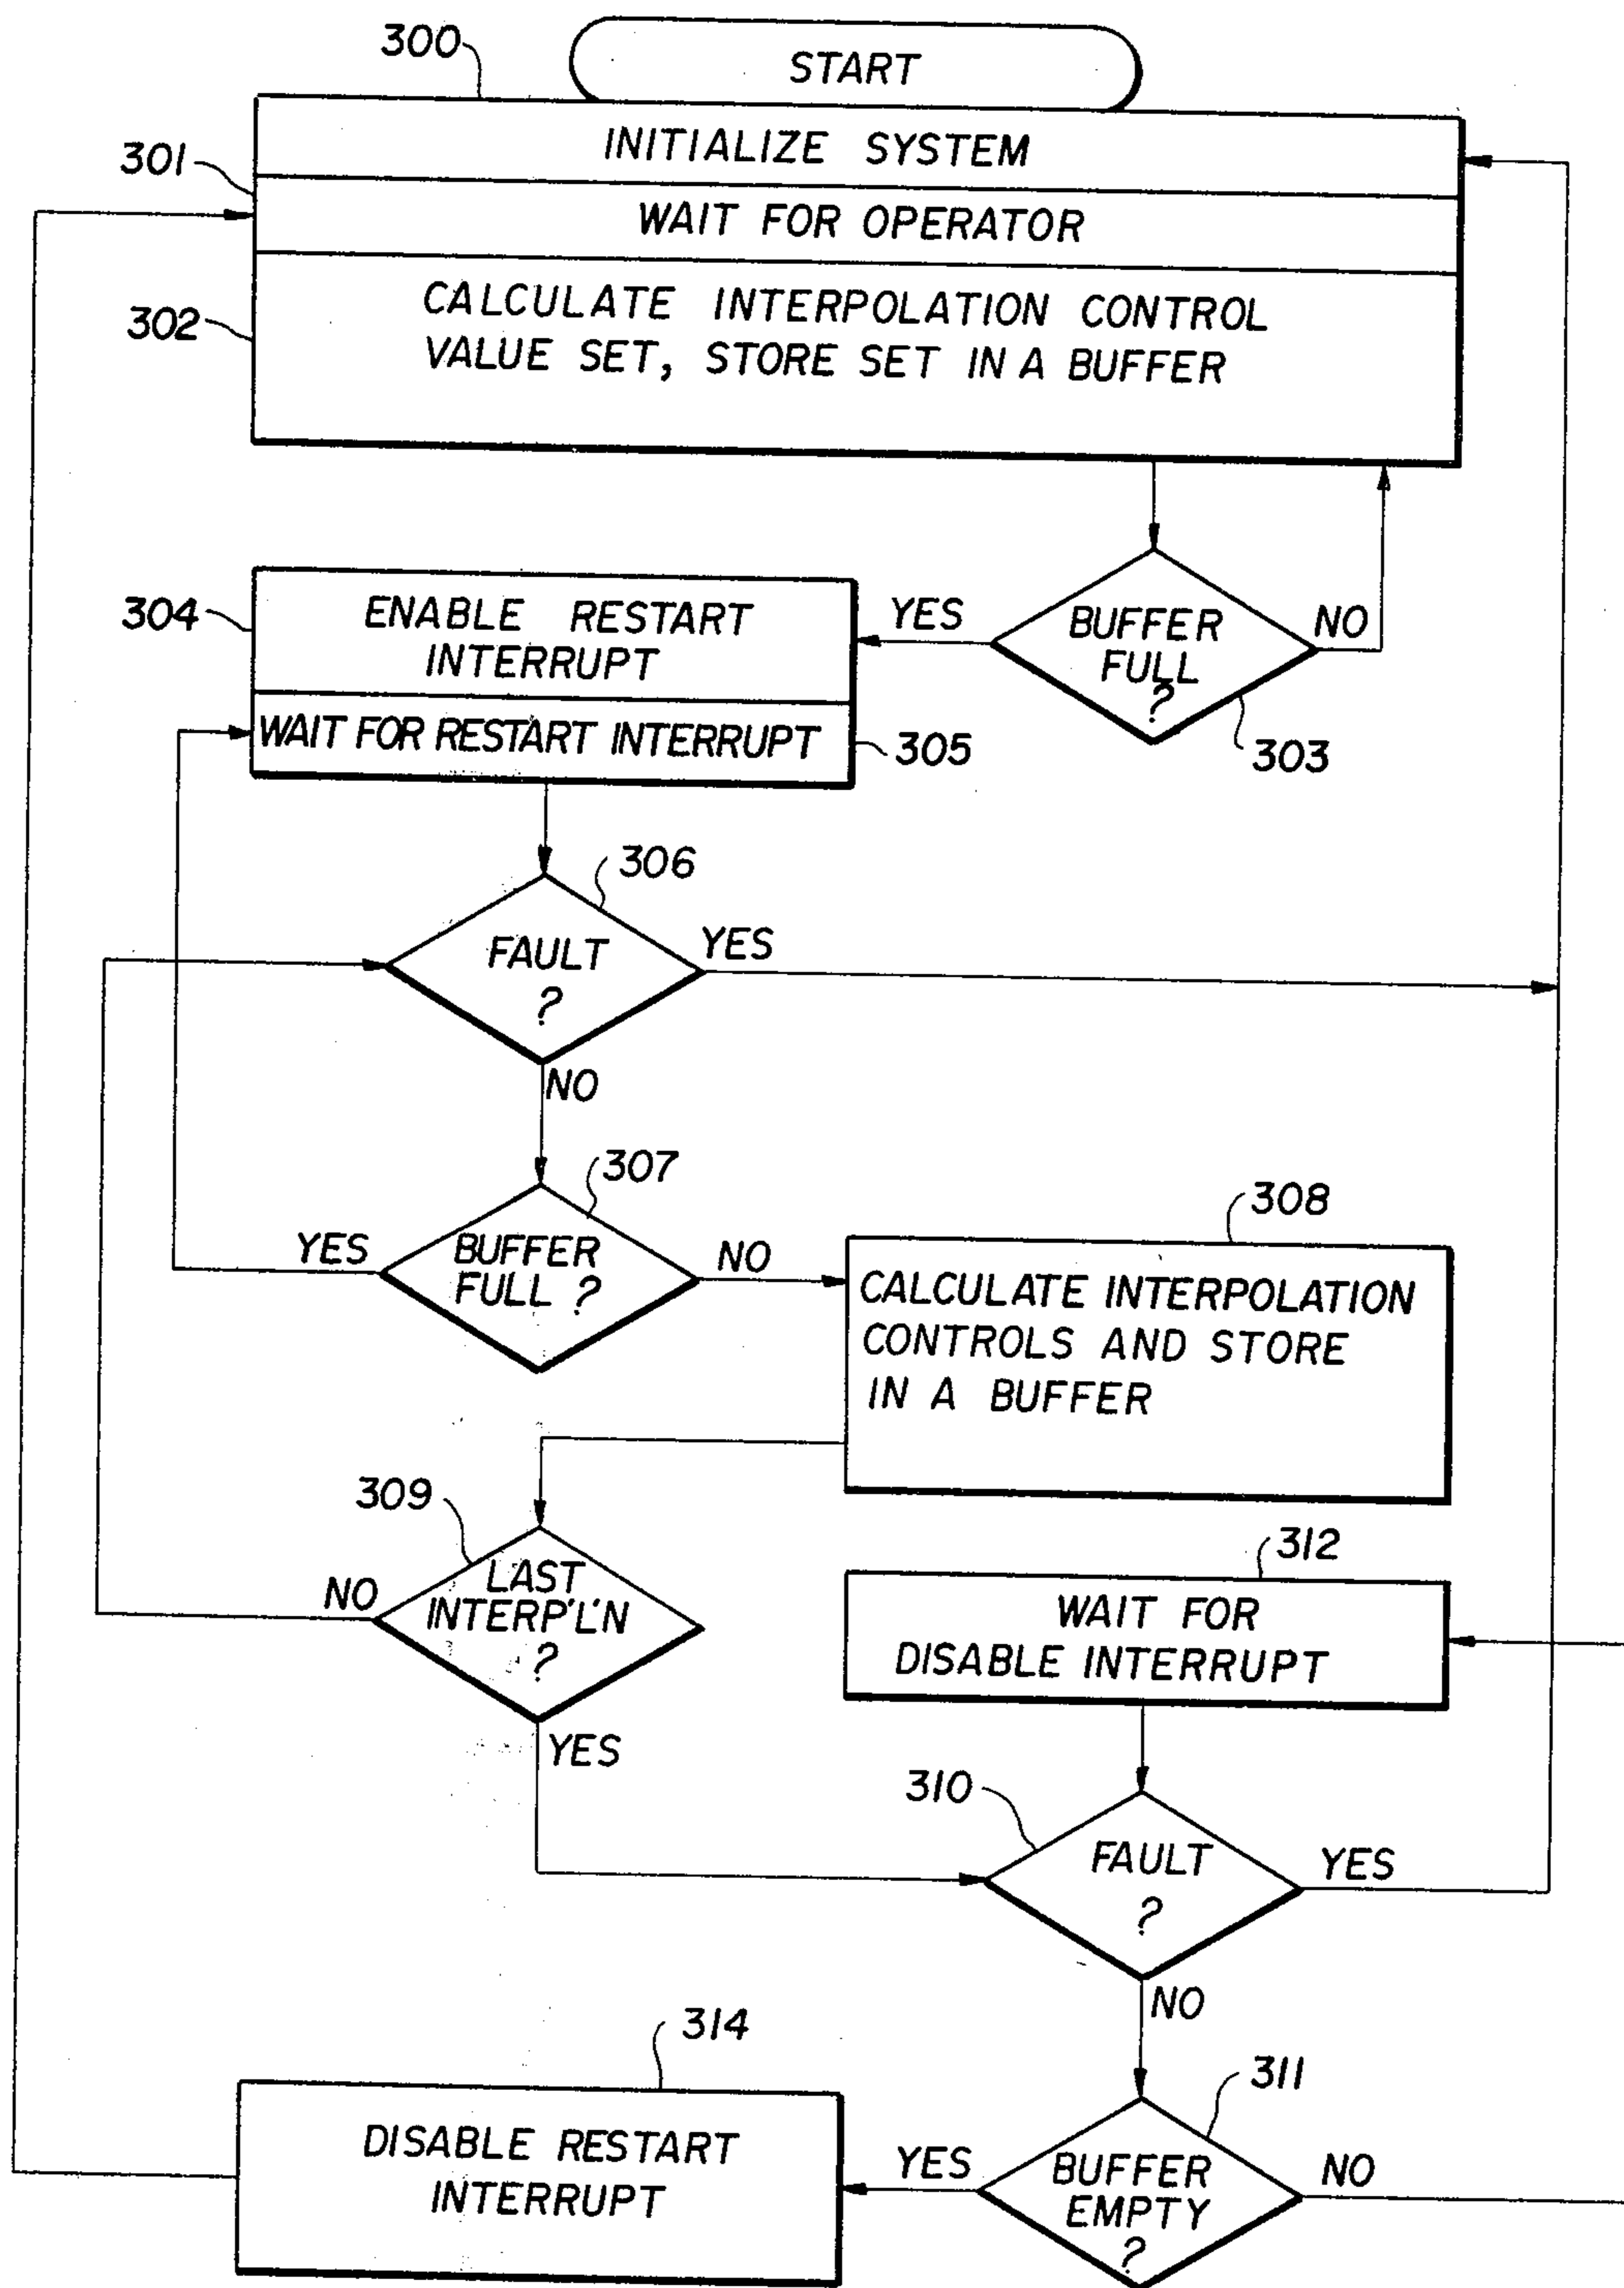 300
START
INITIALIZE SYSTEM
301
WAIT FOR OPERATOR
302
CALCULATE INTERPOLATION CONTROL
VALUE SET, STORE SET IN A BUFFER
304
ENABLE RESTART
INTERRUPT
YES
BUFFER
FULL
?
NO
303
WAIT FOR RESTART INTERRUPT
305
306
FAULT
?
YES
NO
307
YES
BUFFER
FULL ?
NO
308
CALCULATE INTERPOLATION
CONTROLS AND STORE
IN A BUFFER
309
NO
LAST
INTERP'L'N
?
YES
312
WAIT FOR
DISABLE INTERRUPT
310
FAULT
?
YES
NO
314
DISABLE RESTART
INTERRUPT
311
YES
BUFFER
EMPTY
?
NO